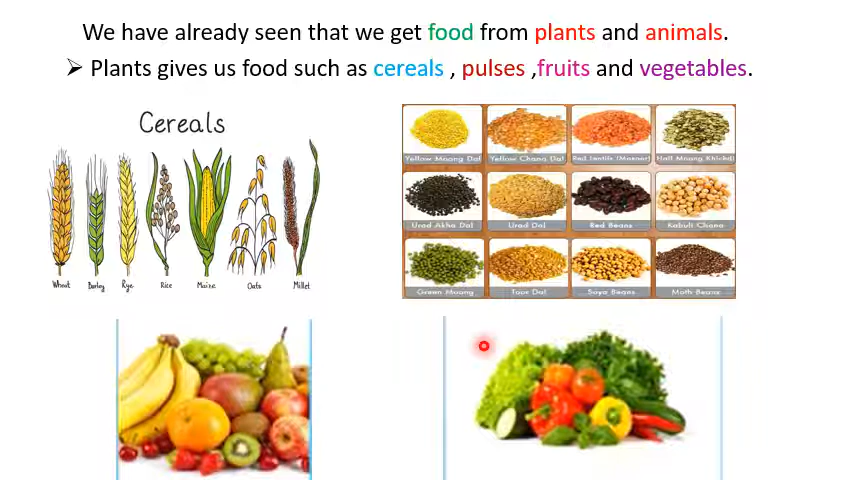 We have already seen that we get food from plants and animals.
➢ Plants gives us food such as cereals , pulses ,fruits and vegetables.
Cereals
Wheat Barley Rye Rice Maize Oats Millet
Yellow Moong Dal Yellow Chana Dal Red Lentils (Masoor) Half Moong Khichdi
Urad Akha Dal Urad Dal Red Beans Kabuli Chana
Green Moong Toor Dal Soya Beans Moth Beans